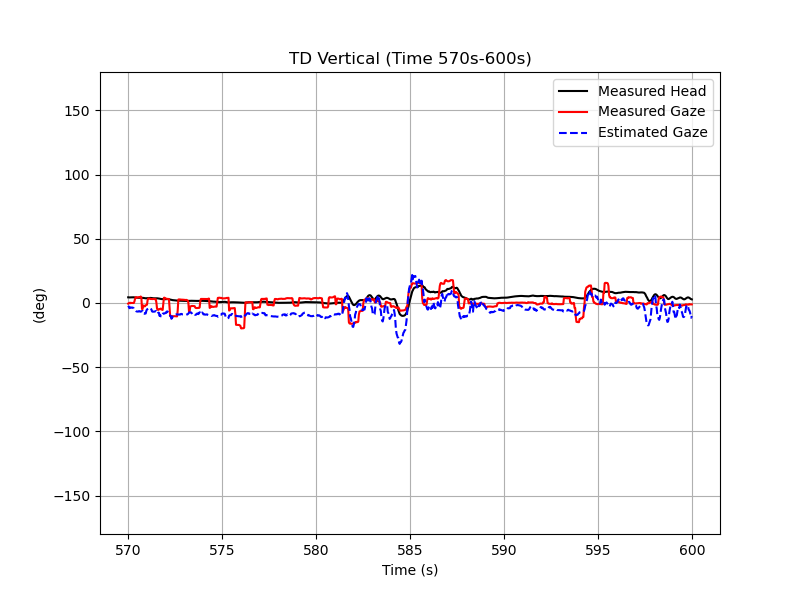 TD Vertical (Time 570s-600s)
Measured Head
Measured Gaze
Estimated Gaze
(deg)
150
100
50
0
−50
−100
−150
570 575 580 585 590 595 600
Time (s)